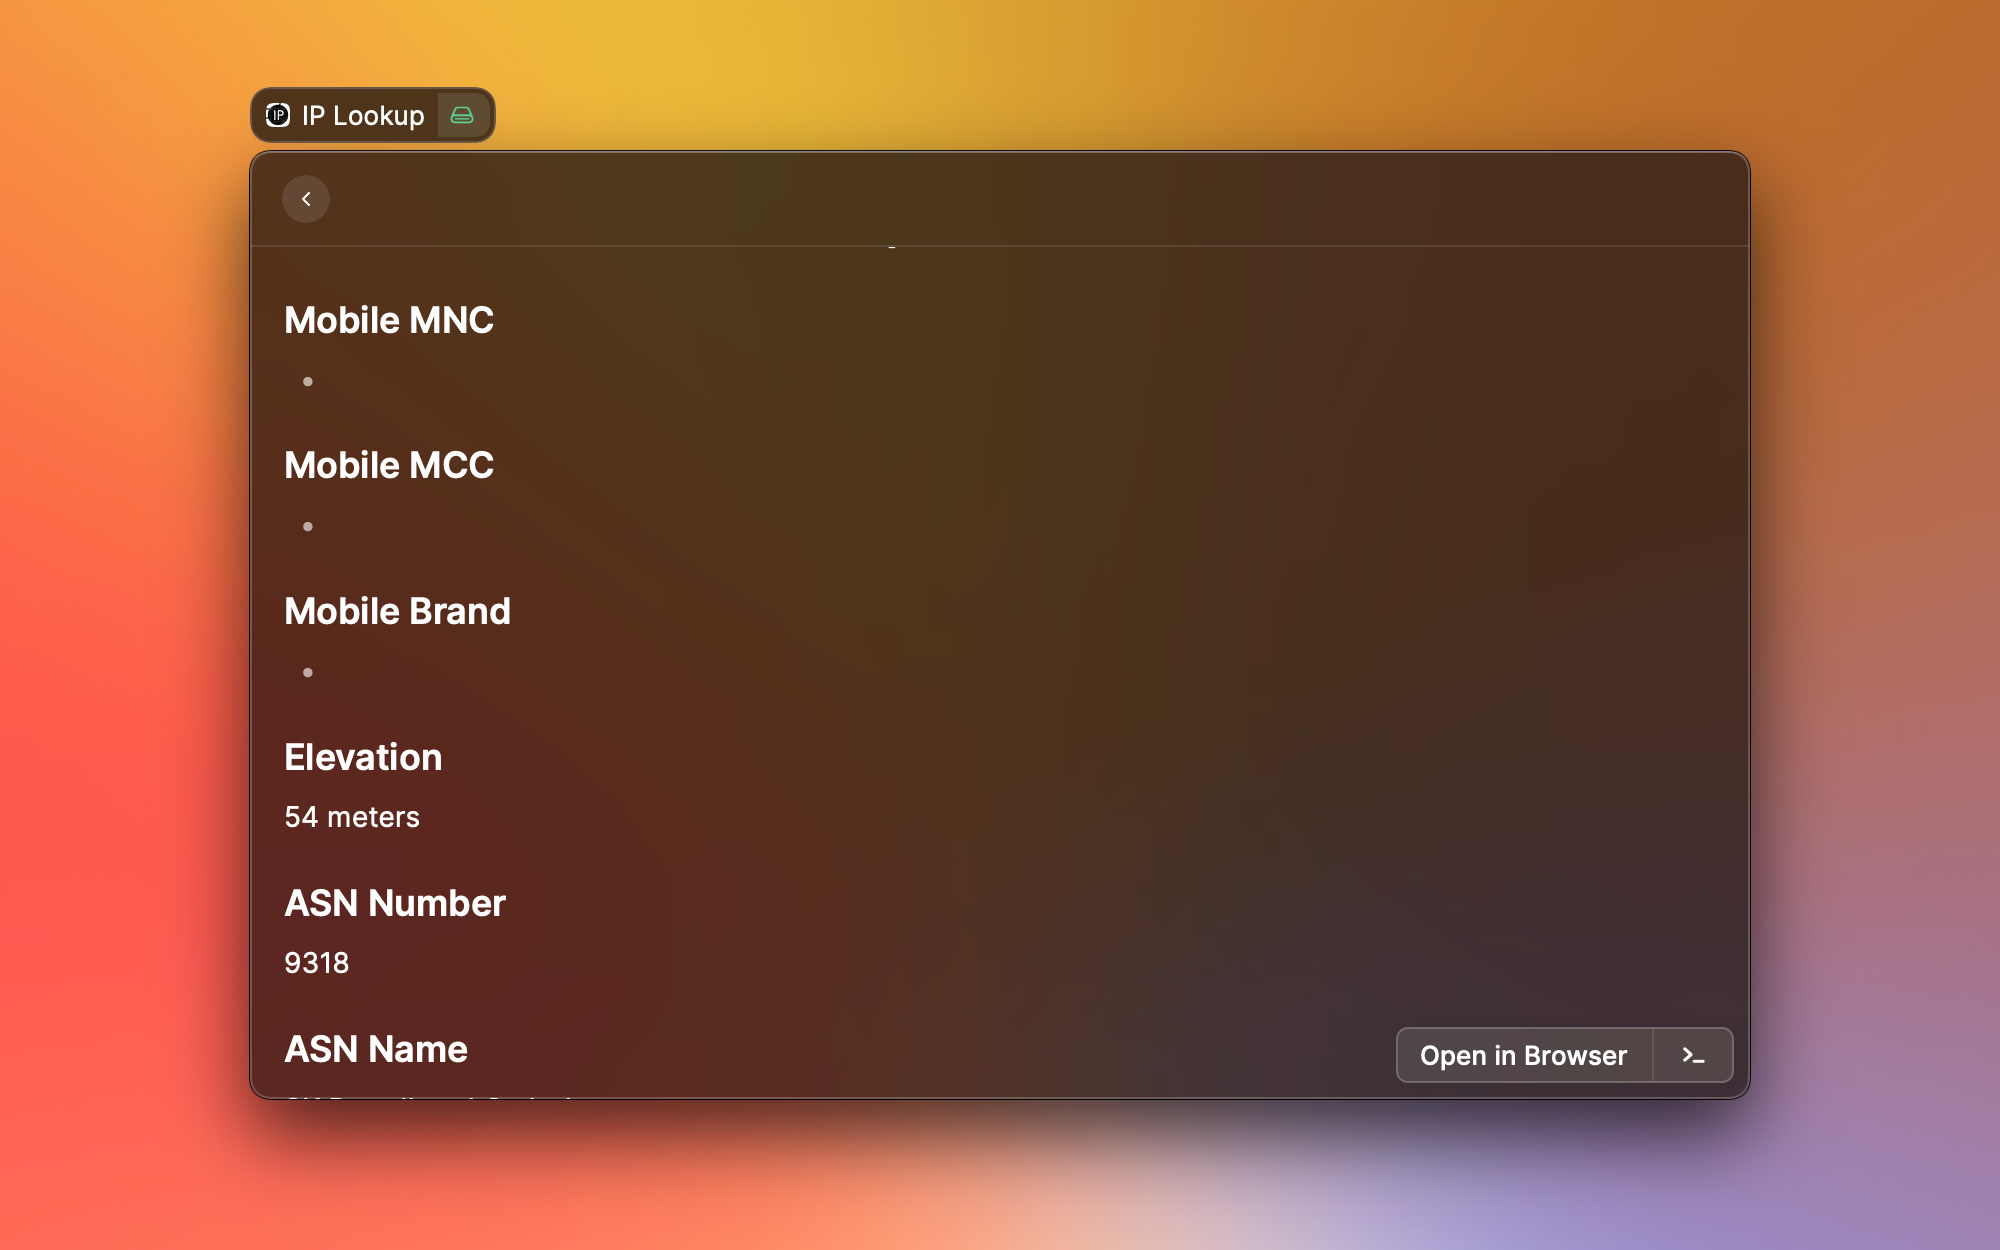 IP
IP Lookup
Mobile MNC
•
Mobile MCC
•
Mobile Brand
•
Elevation
54 meters
ASN Number
9318
ASN Name
Open in Browser